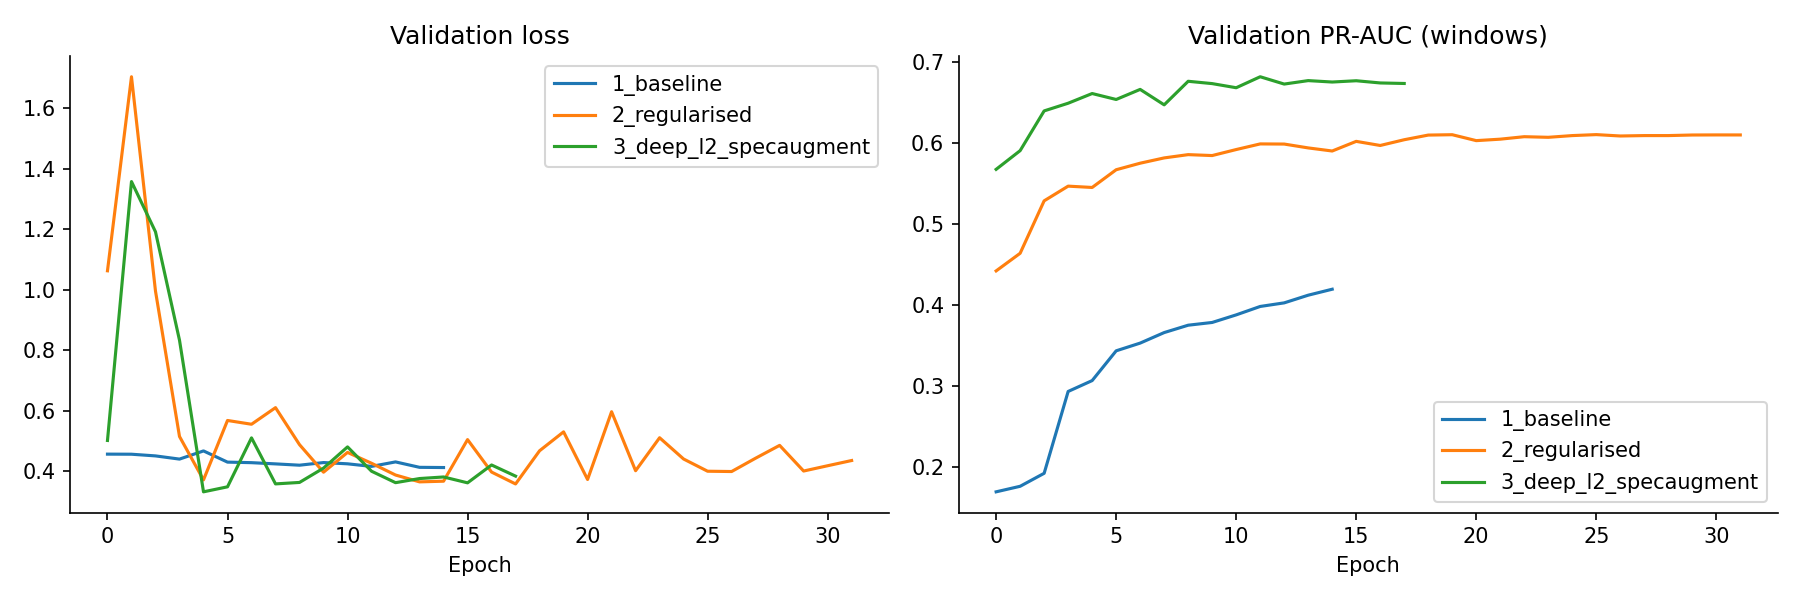 Validation loss
1.6
1.4
1.2
1.0
0.8
0.6
0.4
0 5 10 15 20 25 30
Epoch
1_baseline
2_regularised
3_deep_l2_specaugment
Validation PR-AUC (windows)
0.7
0.6
0.5
0.4
0.3
0.2
0 5 10 15 20 25 30
Epoch
1_baseline
2_regularised
3_deep_l2_specaugment